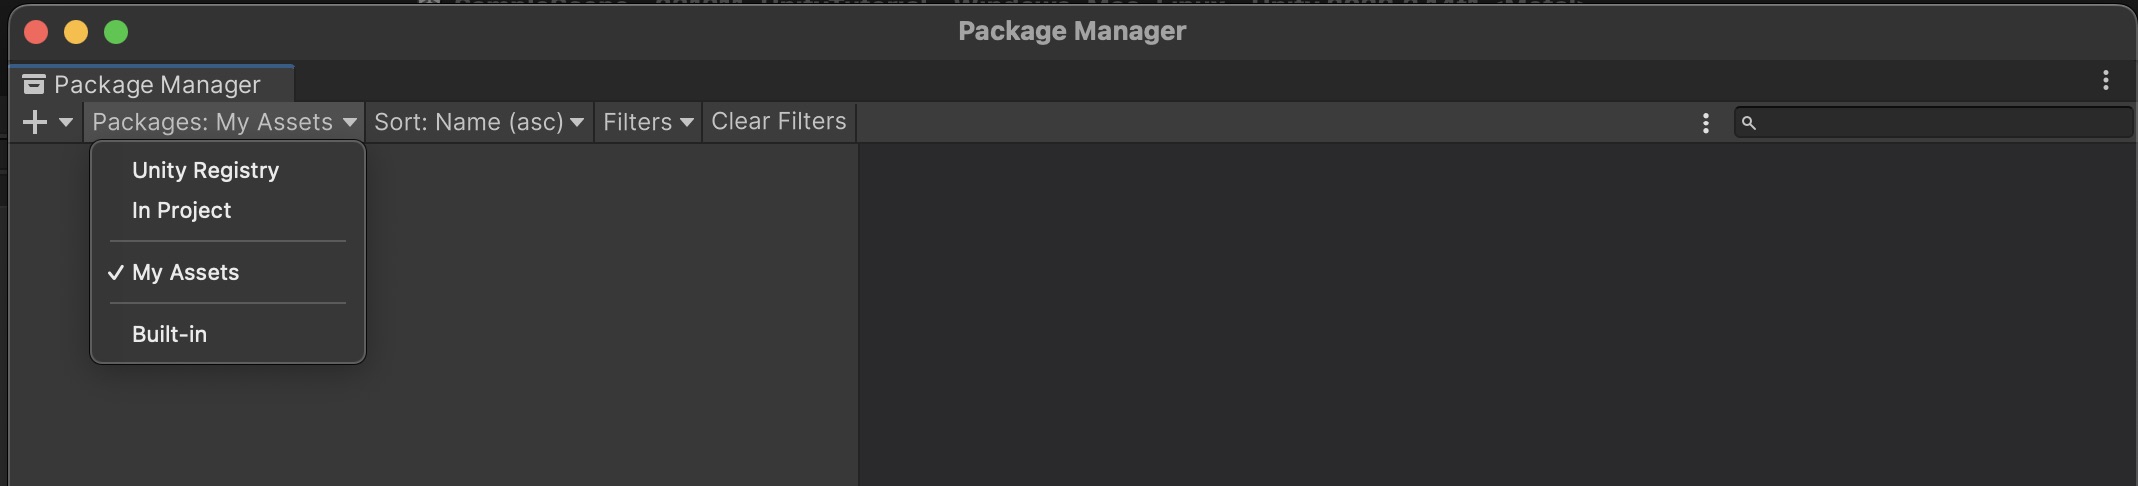 Package Manager
Package Manager
Packages: My Assets Sort: Name (asc) Filters Clear Filters
Unity Registry
In Project
My Assets
Built-in